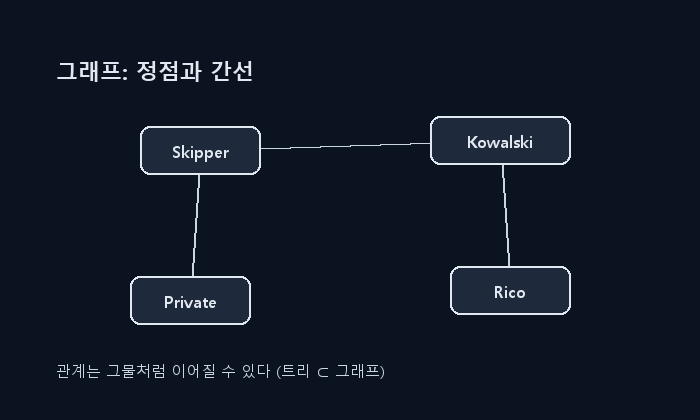 그래프: 정점과 간선
Skipper
Kowalski
Private
Rico
관계는 그물처럼 이어질 수 있다 (트리 ⊂ 그래프)